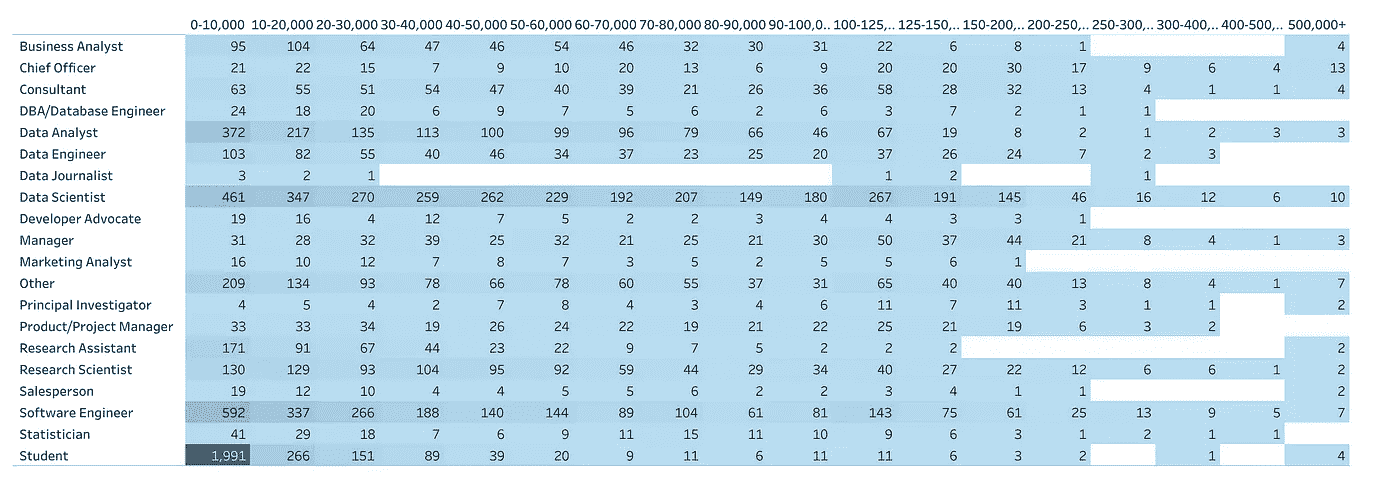 0-10,000 10-20,000 20-30,000 30-40,000 40-50,000 50-60,000 60-70,000 70-80,000 80-90,000 90-100,0... 100-125,... 125-150,... 150-200,... 200-250,... 250-300,... 300-400,... 400-500,... 500,000+
Business Analyst 95 104 64 47 46 54 46 32 30 31 22 6 8 1 4
Chief Officer 21 22 15 7 9 10 20 13 6 9 20 20 30 17 9 6 4 13
Consultant 63 55 51 54 47 40 39 21 26 36 58 28 32 13 4 1 1 4
DBA/Database Engineer 24 18 20 6 9 7 5 6 2 6 3 7 2 1 1
Data Analyst 372 217 135 113 100 99 96 79 66 46 67 19 8 2 1 2 3 3
Data Engineer 103 82 55 40 46 34 37 23 25 20 37 26 24 7 2 3
Data Journalist 3 2 1 1 2 1
Data Scientist 461 347 270 259 262 229 192 207 149 180 267 191 145 46 16 12 6 10
Developer Advocate 19 16 4 12 7 5 2 2 3 4 4 3 3 1
Manager 31 28 32 39 25 32 21 25 21 30 50 37 44 21 8 4 1 3
Marketing Analyst 16 10 12 7 8 7 3 5 2 5 5 6 1
Other 209 134 93 78 66 78 60 55 37 31 65 40 40 13 8 4 1 7
Principal Investigator 4 5 4 2 7 8 4 3 4 6 11 7 11 3 1 1 2
Product/Project Manager 33 33 34 19 26 24 22 19 21 22 25 21 19 6 3 2
Research Assistant 171 91 67 44 23 22 9 7 5 2 2 2 2
Research Scientist 130 129 93 104 95 92 59 44 29 34 40 27 22 12 6 6 1 2
Salesperson 19 12 10 4 4 5 5 6 2 2 3 4 1 1 2
Software Engineer 592 337 266 188 140 144 89 104 61 81 143 75 61 25 13 9 5 7
Statistician 41 29 18 7 6 9 11 15 11 10 9 6 3 1 2 1 1
Student 1,991 266 151 89 39 20 9 11 6 11 11 6 3 2 1 4